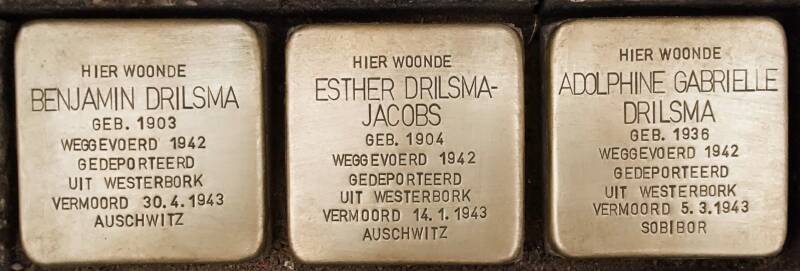 HIER WOONDE
BENJAMIN DRILSMA
GEB. 1903
WEGGEVOERD 1942
GEDEPORTEERD
UIT WESTERBORK
VERMOORD 30.4.1943
AUSCHWITZ
HIER WOONDE
ESTHER DRILSMA-
JACOBS
GEB. 1904
WEGGEVOERD 1942
GEDEPORTEERD
UIT WESTERBORK
VERMOORD 14.1.1943
AUSCHWITZ
HIER WOONDE
ADOLPHINE GABRIELLE
DRILSMA
GEB. 1936
WEGGEVOERD 1942
GEDEPORTEERD
UIT WESTERBORK
VERMOORD 5.3.1943
SOBIBOR